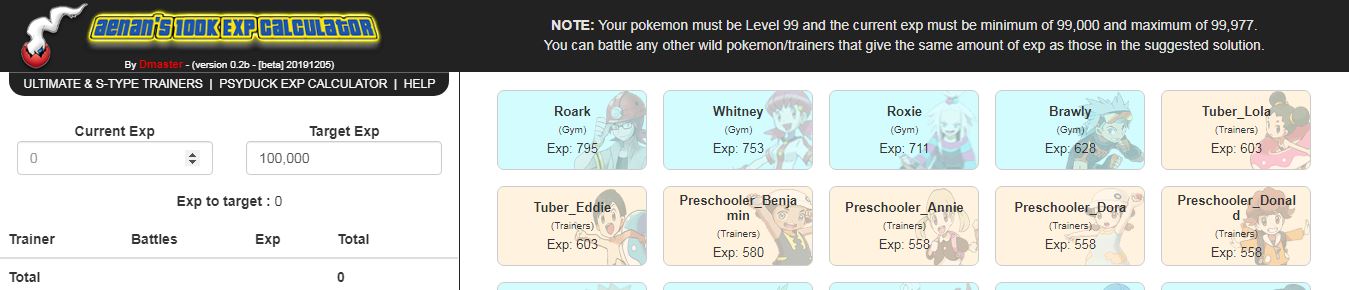 AENAN'S 100K EXP CALCULATOR
By Dmaster - (version 0.2b - [beta] 20191205)
NOTE: Your pokemon must be Level 99 and the current exp must be minimum of 99,000 and maximum of 99,977.
You can battle any other wild pokemon/trainers that give the same amount of exp as those in the suggested solution.
ULTIMATE & S-TYPE TRAINERS | PSYDUCK EXP CALCULATOR | HELP
Current Exp Target Exp
0 100,000
Exp to target : 0
Trainer Battles Exp Total
Total 0
Roark
(Gym)
Exp: 795
Whitney
(Gym)
Exp: 753
Roxie
(Gym)
Exp: 711
Brawly
(Gym)
Exp: 628
Tuber_Lola
(Trainers)
Exp: 603
Tuber_Eddie
(Trainers)
Exp: 603
Preschooler_Benja
min
(Trainers)
Exp: 580
Preschooler_Annie
(Trainers)
Exp: 558
Preschooler_Dora
(Trainers)
Exp: 558
Preschooler_Donal
d
(Trainers)
Exp: 558